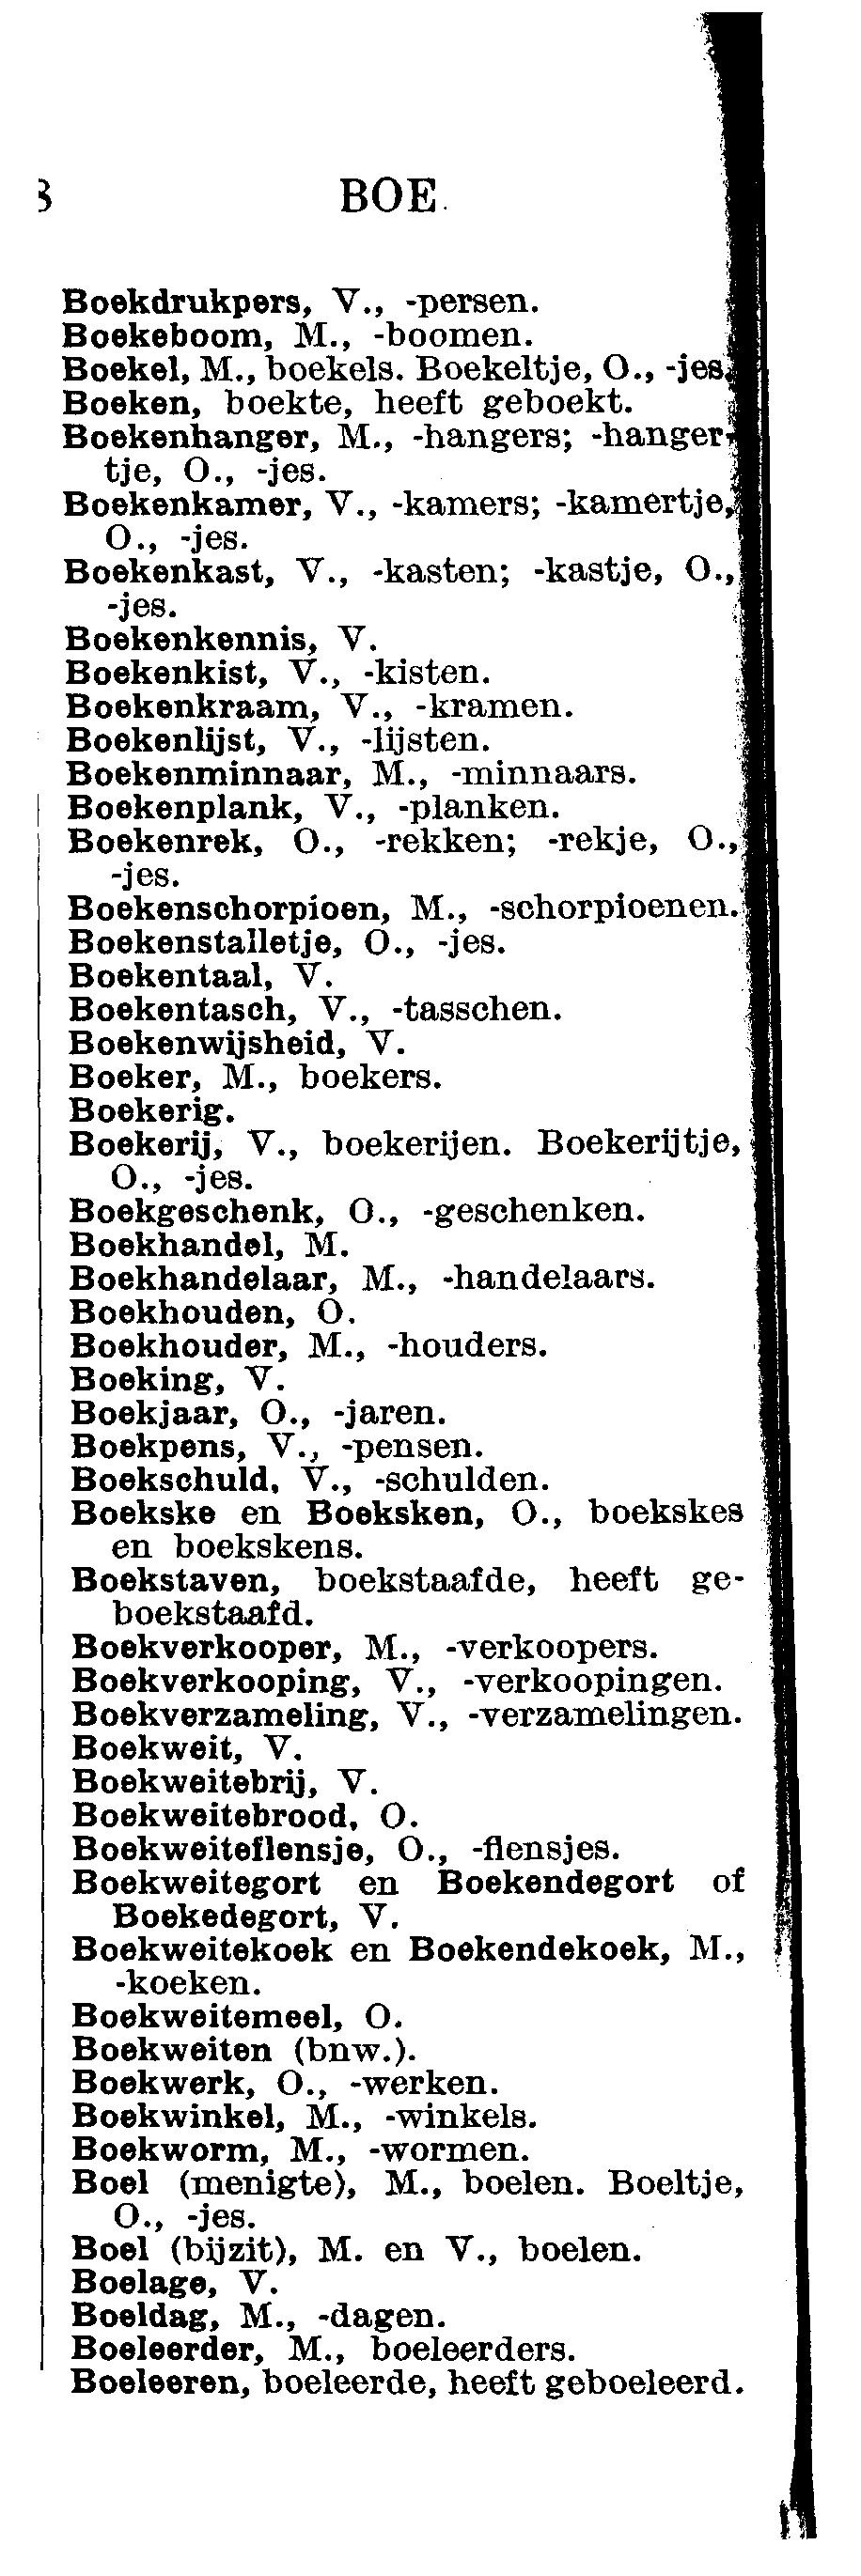 BOE
Boekdrukpers, V., -persen.
Boekeboom, M., -boomen.
Boekel, M., boekels. Boekeltje, O., -jes.
Boeken, boekte, heeft geboekt.
Boekenhanger, M., -hangers; -hanger-
tje, O., -jes.
Boekenkamer, V., -kamers; -kamertje,
O., -jes.
Boekenkast, V., -kasten; -kastje, O.,
-jes.
Boekenkennis, V.
Boekenkist, V., -kisten.
Boekenkraam, V., -kramen.
Boekenlijst, V., -lijsten.
Boekenminnaar, M., -minnaars.
Boekenplank, V., -planken.
Boekenrek, O., -rekken; -rekje, O.,
-jes.
Boekenschorpioen, M., -schorpioenen.
Boekenstalletje, O., -jes.
Boekentaal, V.
Boekentasch, V., -tasschen.
Boekenwijsheid, V.
Boeker, M., boekers.
Boekerig.
Boekerij, V., boekerijen. Boekerijtje,
O., -jes.
Boekgeschenk, O., -geschenken.
Boekhandel, M.
Boekhandelaar, M., -handelaars.
Boekhouden, O.
Boekhouder, M., -houders.
Boeking, V.
Boekjaar, O., -jaren.
Boekpens, V., -pensen.
Boekschuld, V., -schulden.
Boekske en Boeksken, O., boekskes
en boekskens.
Boekstaven, boekstaafde, heeft ge-
boekstaafd.
Boekverkooper, M., -verkoopers.
Boekverkooping, V., -verkoopingen.
Boekverzameling, V., -verzamelingen.
Boekweit, V.
Boekweitebrij, V.
Boekweitebrood, O.
Boekweiteflensje, O., -flensjes.
Boekweitegort en Boekendegort of
Boekedegort, V.
Boekweitekoek en Boekendekoek, M.,
-koeken.
Boekweitemeel, O.
Boekweiten (bnw.).
Boekwerk, O., -werken.
Boekwinkel, M., -winkels.
Boekworm, M., -wormen.
Boel (menigte), M., boelen. Boeltje,
O., -jes.
Boel (bijzit), M. en V., boelen.
Boelage, V.
Boeldag, M., -dagen.
Boeleerder, M., boeleerders.
Boeleeren, boeleerde, heeft geboeleerd.